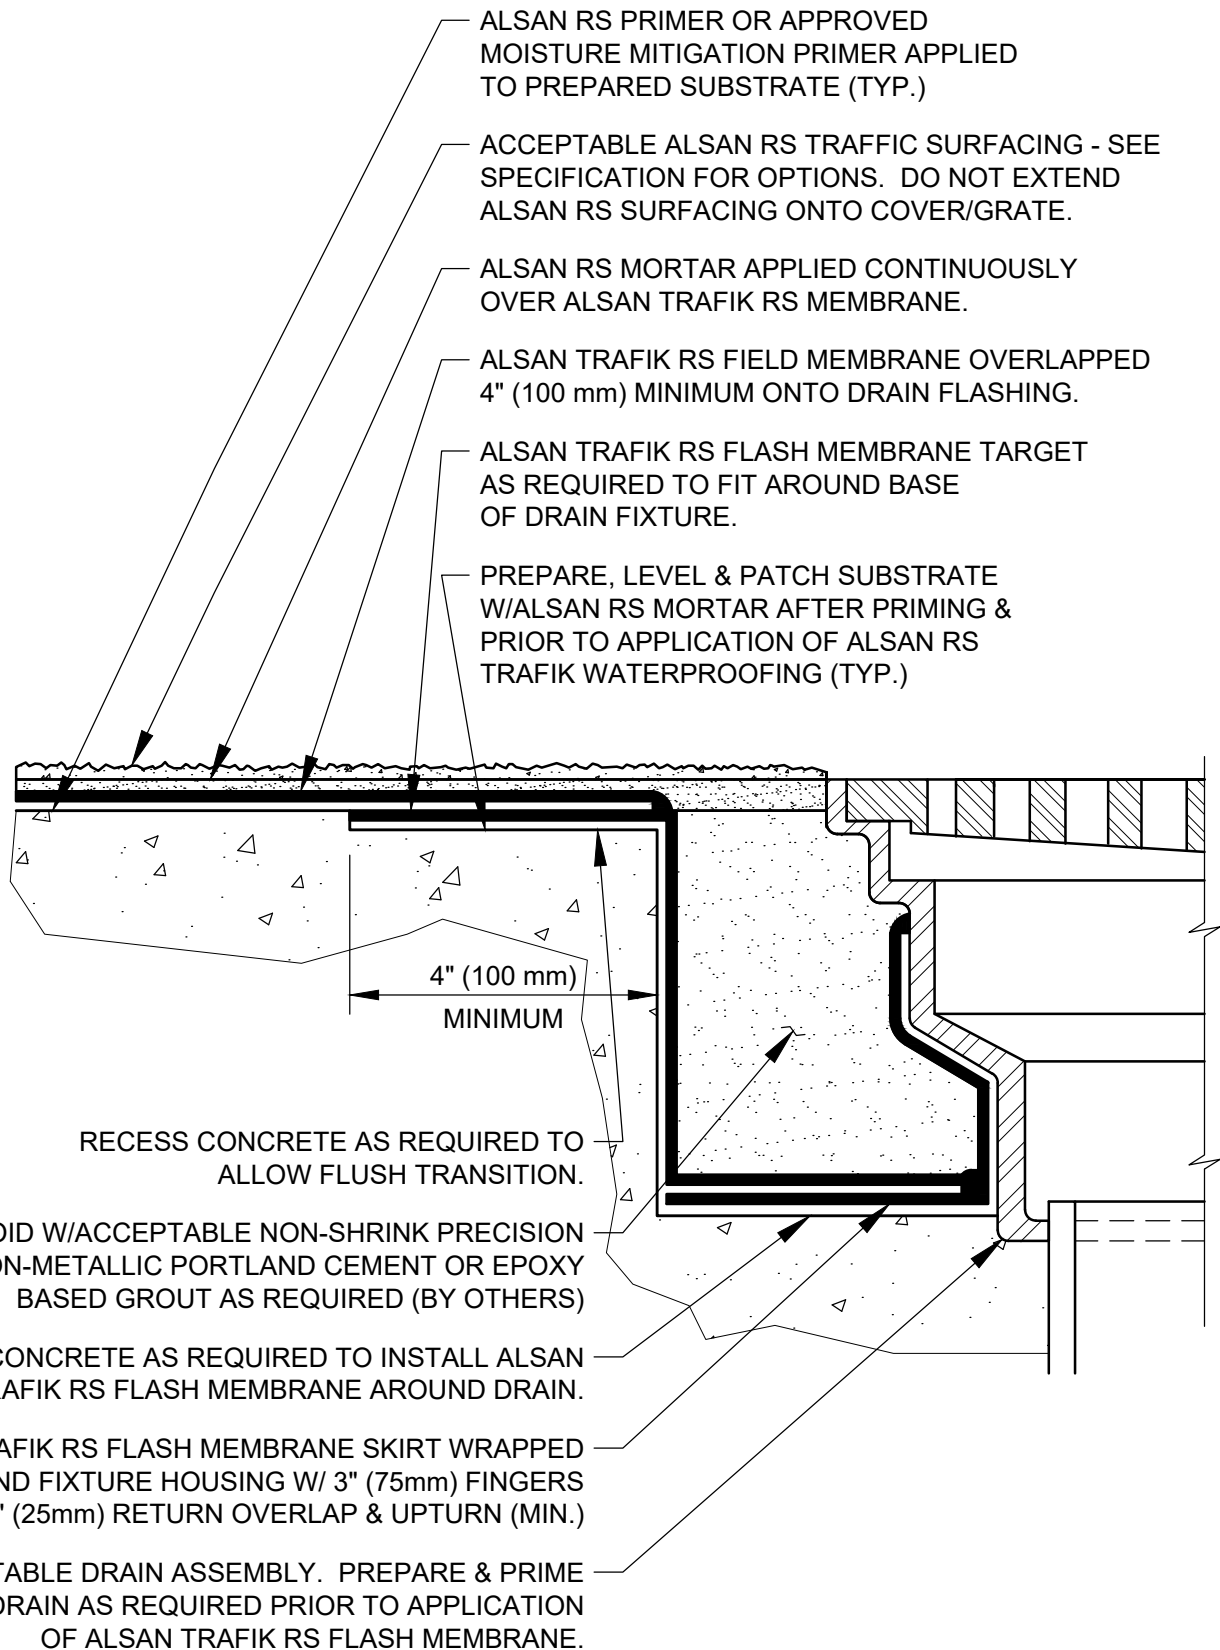 ALSAN RS PRIMER OR APPROVED
MOISTURE MITIGATION PRIMER APPLIED
TO PREPARED SUBSTRATE (TYP.)
ACCEPTABLE ALSAN RS TRAFFIC SURFACING - SEE
SPECIFICATION FOR OPTIONS. DO NOT EXTEND
ALSAN RS SURFACING ONTO COVER/GRATE.
ALSAN RS MORTAR APPLIED CONTINUOUSLY
OVER ALSAN TRAFIK RS MEMBRANE.
ALSAN TRAFIK RS FIELD MEMBRANE OVERLAPPED
4" (100 mm) MINIMUM ONTO DRAIN FLASHING.
ALSAN TRAFIK RS FLASH MEMBRANE TARGET
AS REQUIRED TO FIT AROUND BASE
OF DRAIN FIXTURE.
PREPARE, LEVEL & PATCH SUBSTRATE
W/ALSAN RS MORTAR AFTER PRIMING &
PRIOR TO APPLICATION OF ALSAN RS
TRAFIK WATERPROOFING (TYP.)
4" (100 mm)
MINIMUM
RECESS CONCRETE AS REQUIRED TO
ALLOW FLUSH TRANSITION.
W/ACCEPTABLE NON-SHRINK PRECISION
PORTLAND CEMENT OR EPOXY
BASED GROUT AS REQUIRED (BY OTHERS)
CONCRETE AS REQUIRED TO INSTALL ALSAN
RS FLASH MEMBRANE AROUND DRAIN.
RS FLASH MEMBRANE SKIRT WRAPPED
FIXTURE HOUSING W/ 3" (75mm) FINGERS
(25mm) RETURN OVERLAP & UPTURN (MIN.)
DRAIN ASSEMBLY. PREPARE & PRIME
DRAIN AS REQUIRED PRIOR TO APPLICATION
OF ALSAN TRAFIK RS FLASH MEMBRANE.